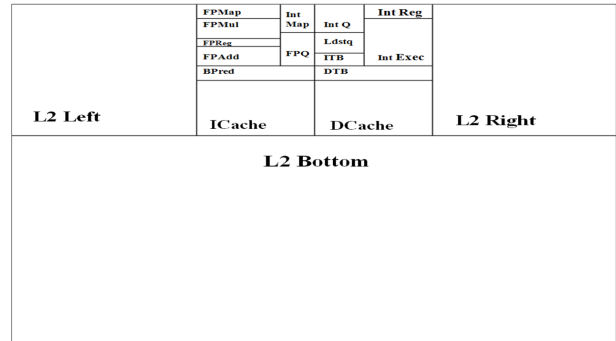 FPMap
Int
Map
Int Q
Int Reg
FPMul
FPReg
Ldstq
FPAdd
FPQ
ITB
Int Exec
BPred
DTB
L2 Left
ICache
DCache
L2 Right
L2 Bottom